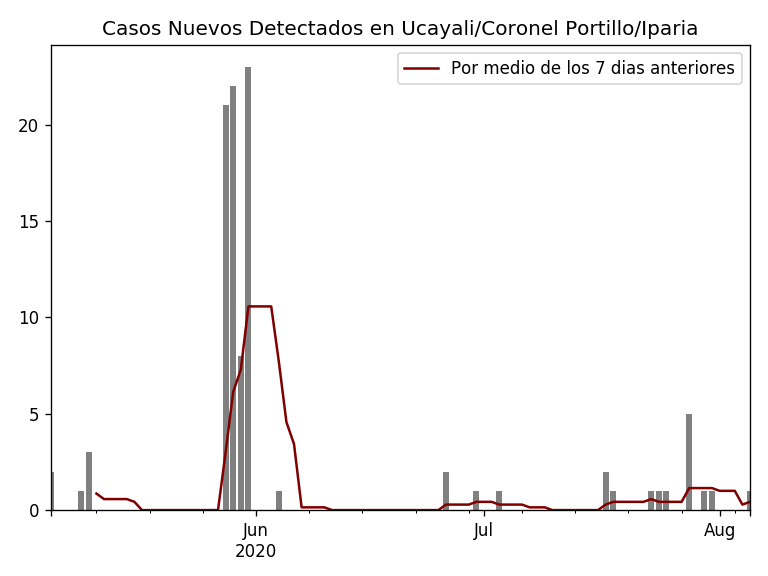 Casos Nuevos Detectados en Ucayali/Coronel Portillo/Iparia
Por medio de los 7 dias anteriores
20
15
10
5
0
Jun
2020
Jul
Aug